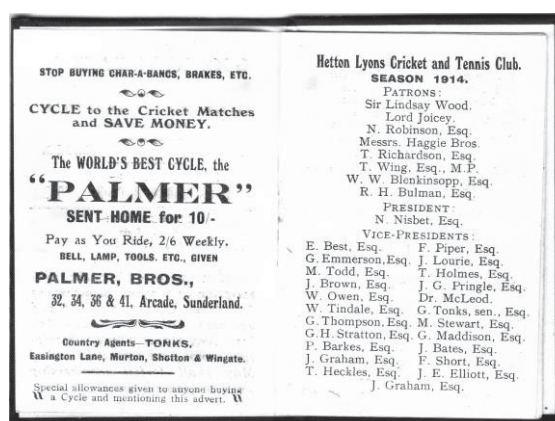 STOP BUYING CHAR-A-BANCS, BRAKES, ETC.
CYCLE to the Cricket Matches
and SAVE MONEY.
The WORLD'S BEST CYCLE, the
"PALMER"
SENT HOME for 10/-
Pay as You Ride, 2/6 Weekly.
BELL, LAMP, TOOLS. ETC., GIVEN
PALMER, BROS.,
32, 34, 36 & 41, Arcade, Sunderland.
Country Agents—TONKS,
Easington Lane, Murton, Shotton & Wingate.
Special allowances given to anyone buying
a Cycle and mentioning this advert.
Hetton Lyons Cricket and Tennis Club.
SEASON 1914.
PATRONS:
Sir Lindsay Wood.
Lord Joicey.
N. Robinson, Esq.
Messrs. Haggie Bros.
T. Richardson, Esq.
T. Wing, Esq., M.P.
W. W. Blenkinsopp, Esq.
R. H. Bulman, Esq.
PRESIDENT:
N. Nisbet, Esq.
VICE-PRESIDENTS:
E. Best, Esq. F. Piper, Esq.
G. Emmerson, Esq. J. Lourie, Esq.
M. Todd, Esq. T. Holmes, Esq.
J. Brown, Esq. J. G. Pringle, Esq.
W. Owen, Esq. Dr. McLeod.
W. Tindale, Esq. G. Tonks, sen., Esq.
G. Thompson, Esq. M. Stewart, Esq.
G. H. Stratton, Esq. G. Maddison, Esq.
P. Barkes, Esq. J. Bates, Esq.
J. Graham, Esq. F. Short, Esq.
T. Heckles, Esq. J. E. Elliott, Esq.
J. Graham, Esq.